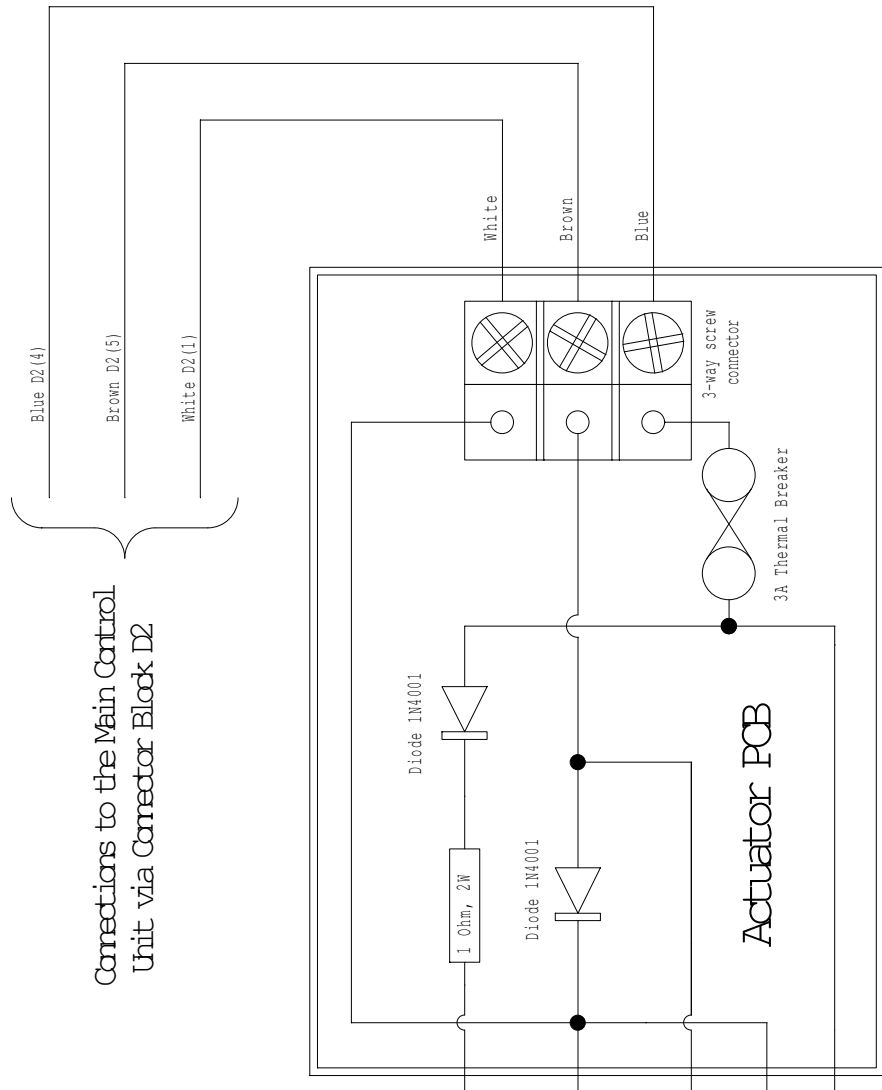 Blue D2(4)
Brown D2(5)
White D2(1)
Connections to the Main Control
Unit via Connector Block D2
White
Brown
Blue
3-way screw
connector
3A Thermal Breaker
Diode 1N4001
1 Ohm, 2W
Diode 1N4001
Actuator PCB